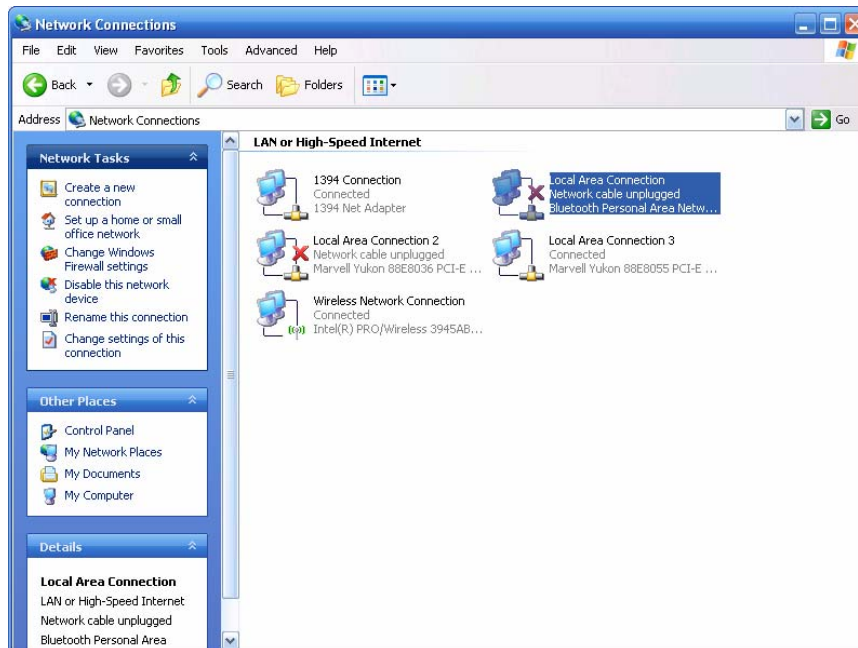 Network Connections
File Edit View Favorites Tools Advanced Help
Back Search Folders
Address Network Connections Go
Network Tasks
Create a new
connection
Set up a home or small
office network
Change Windows
Firewall settings
Disable this network
device
Rename this connection
Change settings of this
connection
Other Places
Control Panel
My Network Places
My Documents
My Computer
Details
Local Area Connection
LAN or High-Speed Internet
Network cable unplugged
Bluetooth Personal Area
LAN or High-Speed Internet
1394 Connection
Connected
1394 Net Adapter
Local Area Connection
Network cable unplugged
Bluetooth Personal Area Netw...
Local Area Connection 2
Network cable unplugged
Marvell Yukon 88E8036 PCI-E ...
Local Area Connection 3
Connected
Marvell Yukon 88E8055 PCI-E ...
Wireless Network Connection
Connected
Intel(R) PRO/Wireless 3945AB...